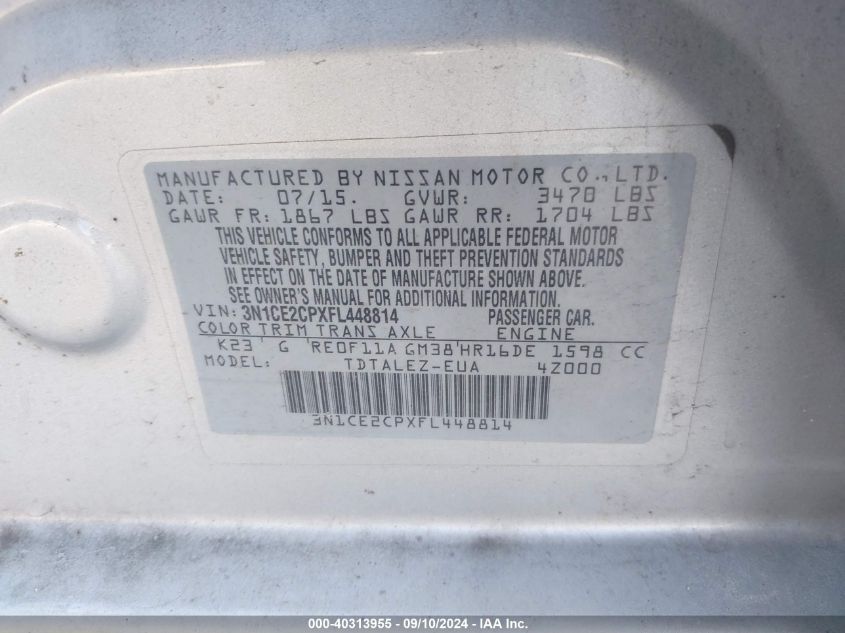 MANUFACTURED BY NISSAN MOTOR CO.,LTD.
DATE: 07/15. GVWR: 3470 LBS
GAWR FR: 1867 LBS GAWR RR: 1704 LBS
THIS VEHICLE CONFORMS TO ALL APPLICABLE FEDERAL MOTOR
VEHICLE SAFETY, BUMPER AND THEFT PREVENTION STANDARDS
IN EFFECT ON THE DATE OF MANUFACTURE SHOWN ABOVE.
SEE OWNER'S MANUAL FOR ADDITIONAL INFORMATION.
VIN: 3N1CE2CPXFL448814 PASSENGER CAR.
COLOR TRIM TRANS AXLE ENGINE
K23 G RE0F11A GM38 HR16DE 1598 CC
MODEL: TDTALEZ-EUA 4Z000
3N1CE2CPXFL448814
000-40313955 - 09/10/2024 - IAA Inc.